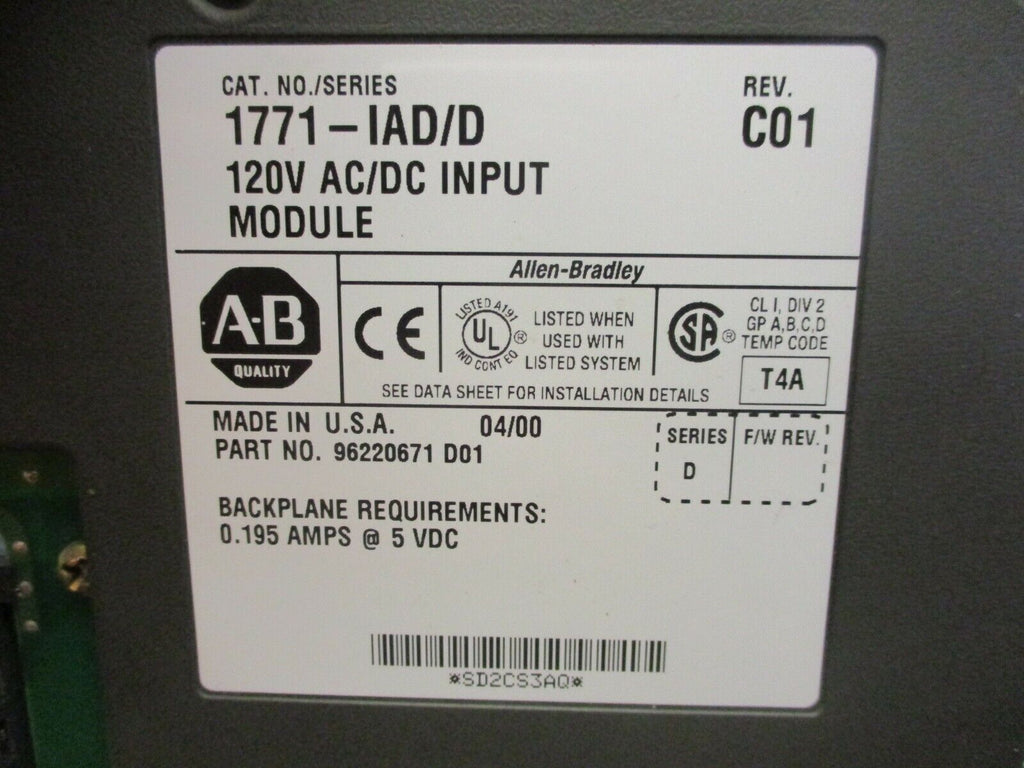 CAT. NO./SERIES REV.
1771-IAD/D C01
120V AC/DC INPUT
MODULE
Allen-Bradley
A-B
QUALITY
CE
LISTED A191
UL ®
IND CONT EQ
LISTED WHEN
USED WITH
LISTED SYSTEM
SA ®
CL I, DIV 2
GP A,B,C,D
TEMP CODE
T4A
SEE DATA SHEET FOR INSTALLATION DETAILS
MADE IN U.S.A. 04/00
PART NO. 96220671 D01
SERIES F/W REV.
D
BACKPLANE REQUIREMENTS:
0.195 AMPS @ 5 VDC
*SD2CS3AQ*